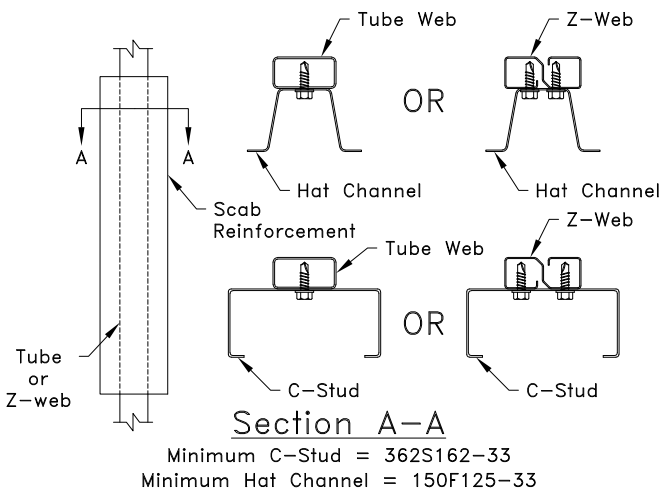 Tube Web
Z-Web
OR
A
A
Hat Channel
Hat Channel
Scab
Reinforcement
Z-Web
Tube Web
OR
Tube
or
Z-web
C-Stud
C-Stud
Section A-A
Minimum C-Stud = 362S162-33
Minimum Hat Channel = 150F125-33